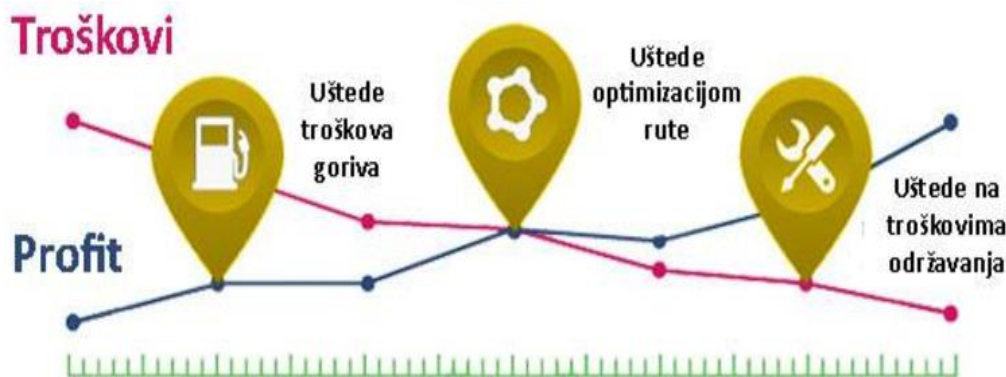 Troškovi
Uštede
troškova
goriva
Uštede
optimizacijom
rute
Uštede na
troškovima
održavanja
Profit